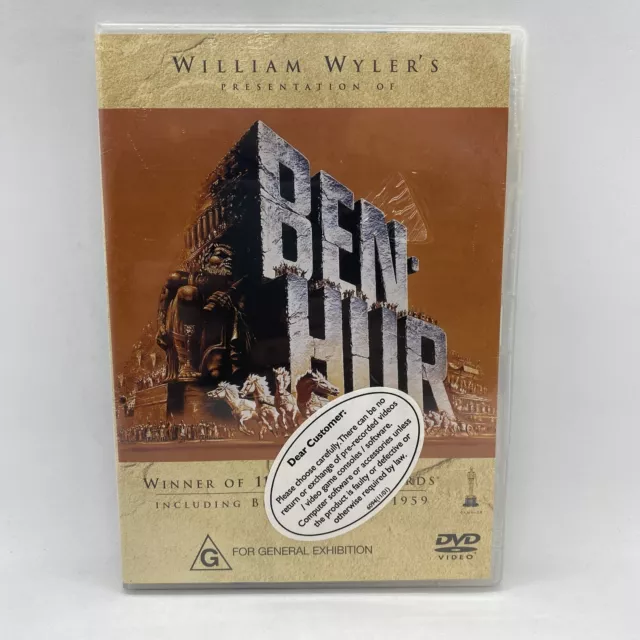 WILLIAM WYLER'S
PRESENTATION OF
BEN-
HUR
Dear Customer:
Please choose carefully. There can be no
return or exchange of pre-recorded videos
/ video game consoles / software.
Computer software or accessories unless
the product is faulty or defective or
otherwise required by law.
WINNER OF 1
INCLUDING B 1959
G FOR GENERAL EXHIBITION
DVD
VIDEO